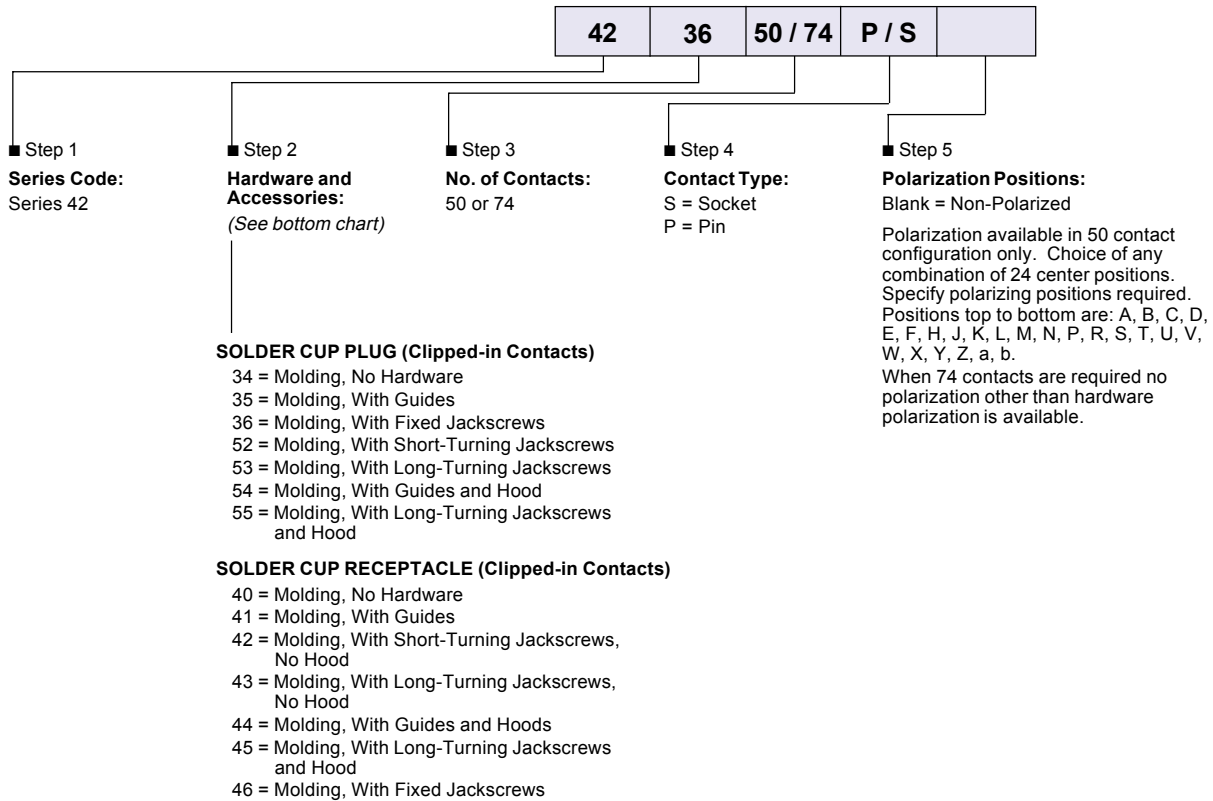 42 36 50 / 74 P / S
■ Step 1
Series Code:
Series 42
■ Step 2
Hardware and
Accessories:
(See bottom chart)
■ Step 3
No. of Contacts:
50 or 74
■ Step 4
Contact Type:
S = Socket
P = Pin
■ Step 5
Polarization Positions:
Blank = Non-Polarized
Polarization available in 50 contact
configuration only.  Choice of any
combination of 24 center positions.
Specify polarizing positions required.
Positions top to bottom are: A, B, C, D,
E, F, H, J, K, L, M, N, P, R, S, T, U, V,
W, X, Y, Z, a, b.
When 74 contacts are required no
polarization other than hardware
polarization is available.
SOLDER CUP PLUG (Clipped-in Contacts)
34 = Molding, No Hardware
35 = Molding, With Guides
36 = Molding, With Fixed Jackscrews
52 = Molding, With Short-Turning Jackscrews
53 = Molding, With Long-Turning Jackscrews
54 = Molding, With Guides and Hood
55 = Molding, With Long-Turning Jackscrews
and Hood
SOLDER CUP RECEPTACLE (Clipped-in Contacts)
40 = Molding, No Hardware
41 = Molding, With Guides
42 = Molding, With Short-Turning Jackscrews,
No Hood
43 = Molding, With Long-Turning Jackscrews,
No Hood
44 = Molding, With Guides and Hoods
45 = Molding, With Long-Turning Jackscrews
and Hood
46 = Molding, With Fixed Jackscrews